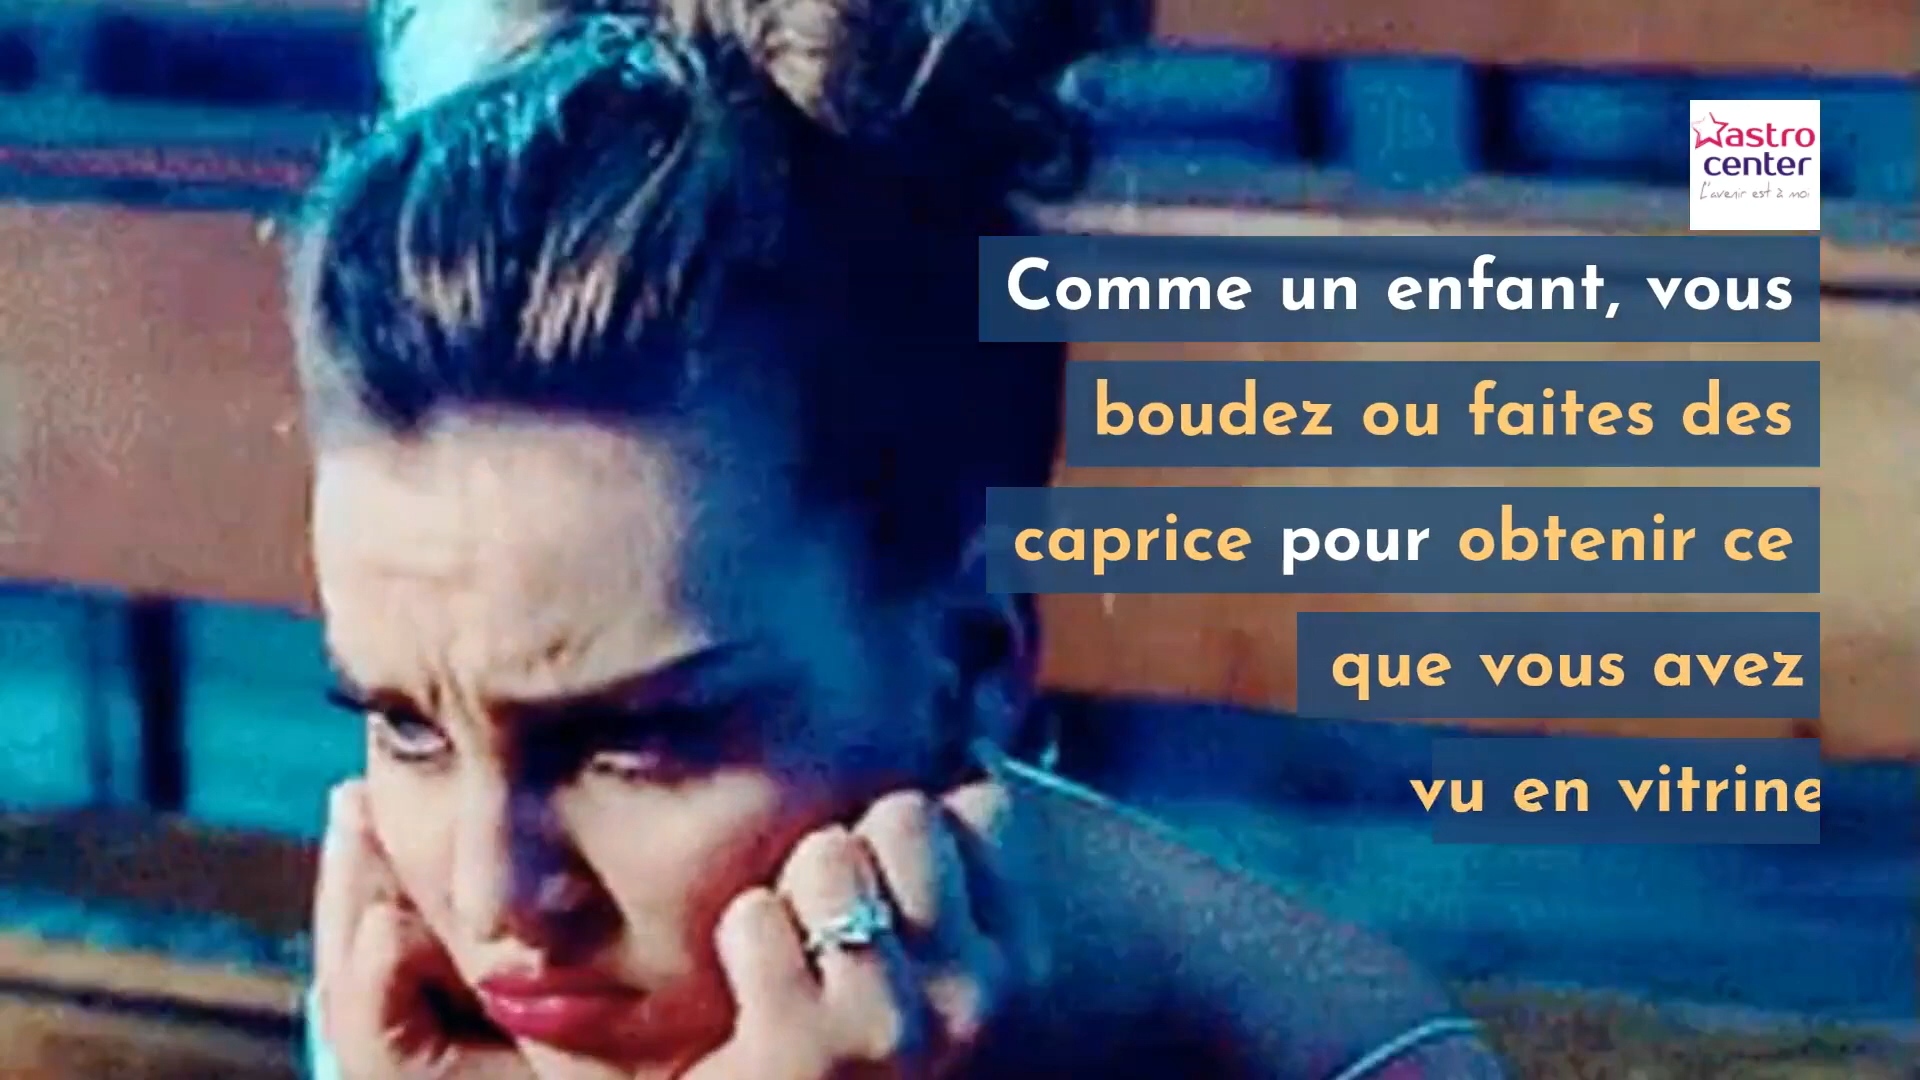 astro
center
L'avenir est à moi
Comme un enfant, vous
boudez ou faites des
caprice pour obtenir ce
que vous avez
vu en vitrine